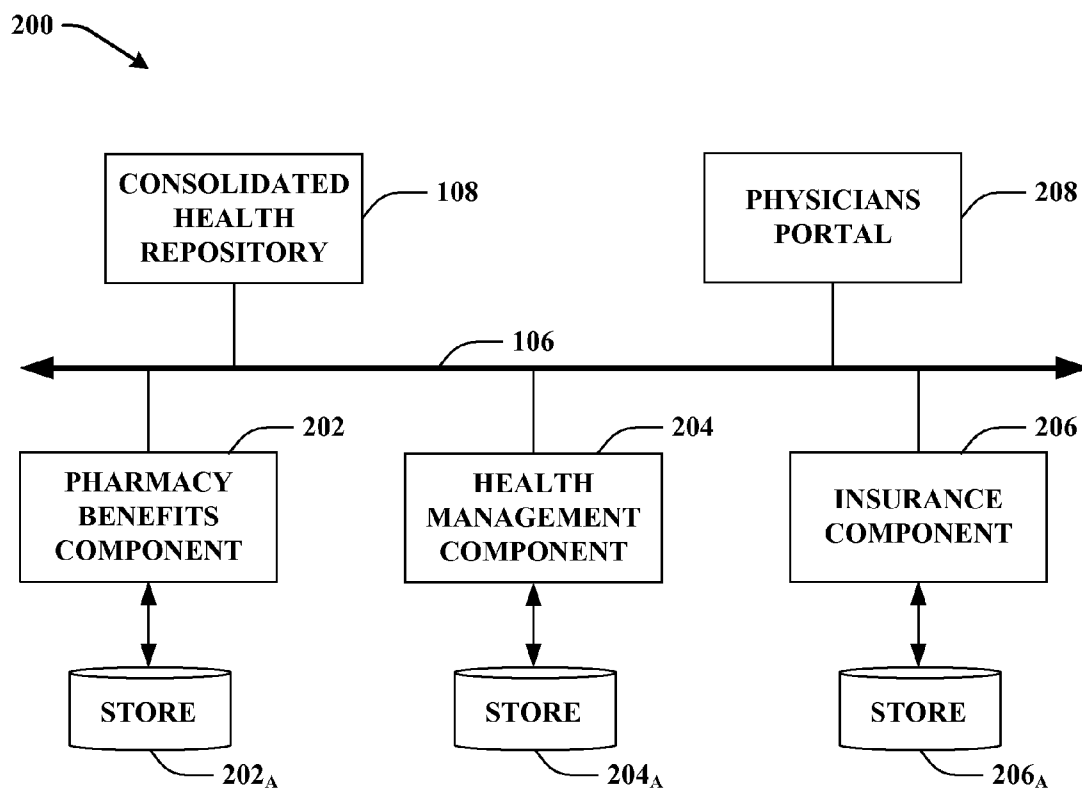 200
CONSOLIDATED
HEALTH
REPOSITORY
108
PHYSICIANS
PORTAL
208
106
202
PHARMACY
BENEFITS
COMPONENT
204
HEALTH
MANAGEMENT
COMPONENT
206
INSURANCE
COMPONENT
STORE
202A
STORE
204A
STORE
206A